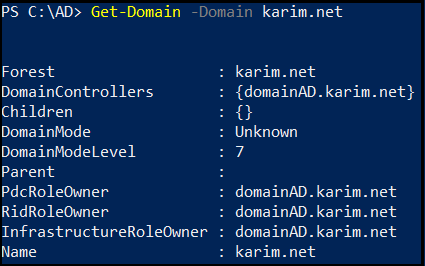 PS C:\AD> Get-Domain -Domain karim.net
Forest : karim.net
DomainControllers : {domainAD.karim.net}
Children : {}
DomainMode : Unknown
DomainModeLevel : 7
Parent :
PdcRoleOwner : domainAD.karim.net
RidRoleOwner : domainAD.karim.net
InfrastructureRoleOwner : domainAD.karim.net
Name : karim.net